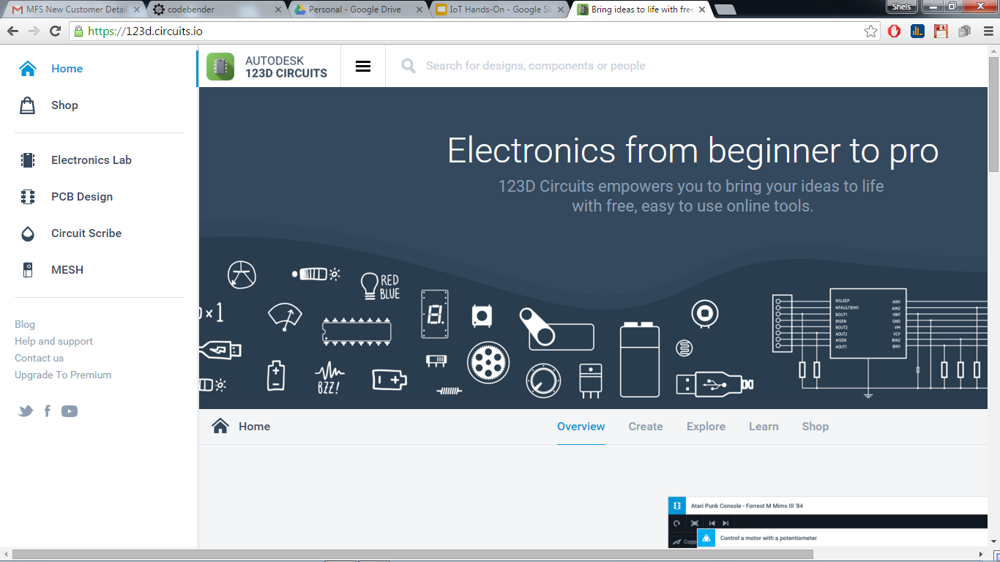 MFS New Customer Detail
codebender
Personal - Google Drive
IoT Hands-On - Google Sli
Bring ideas to life with free
Sheis
https://123d.circuits.io
Home
Shop
Electronics Lab
PCB Design
Circuit Scribe
MESH
Blog
Help and support
Contact us
Upgrade To Premium
AUTODESK
123D CIRCUITS
Search for designs, components or people
Electronics from beginner to pro
123D Circuits empowers you to bring your ideas to life
with free, easy to use online tools.
RED
BLUE
×1
BZZ!
NSLEEP
NFAULTBIN1
BOUT1
BISEN
BOUT2
AOUT2
AISEN
AOUT1
AIN1
AIN2
VINT
GND
VM
VCP
BIN2
BIN1
Home
Overview
Create
Explore
Learn
Shop
Atari Punk Console - Forrest M Mims III '84
Copp
Control a motor with a potentiometer